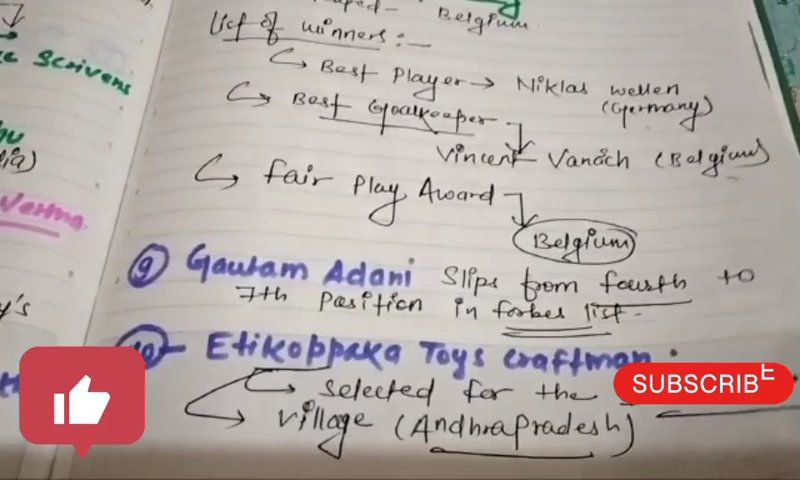 Belgium.
List of winners :-
Best Player → Niklas wellen
(Germany)
Best Goalkeeper
Vincent Vanach (Belgium)
Fair Play Award
Belgium
9 Gautam Adani Slips from fourth to
7th Position in forbes list.
10 Etikoppaka Toys craftman
Selected for the
Village (Andhrapradesh)
Scrivens
Verma
SUBSCRIBE